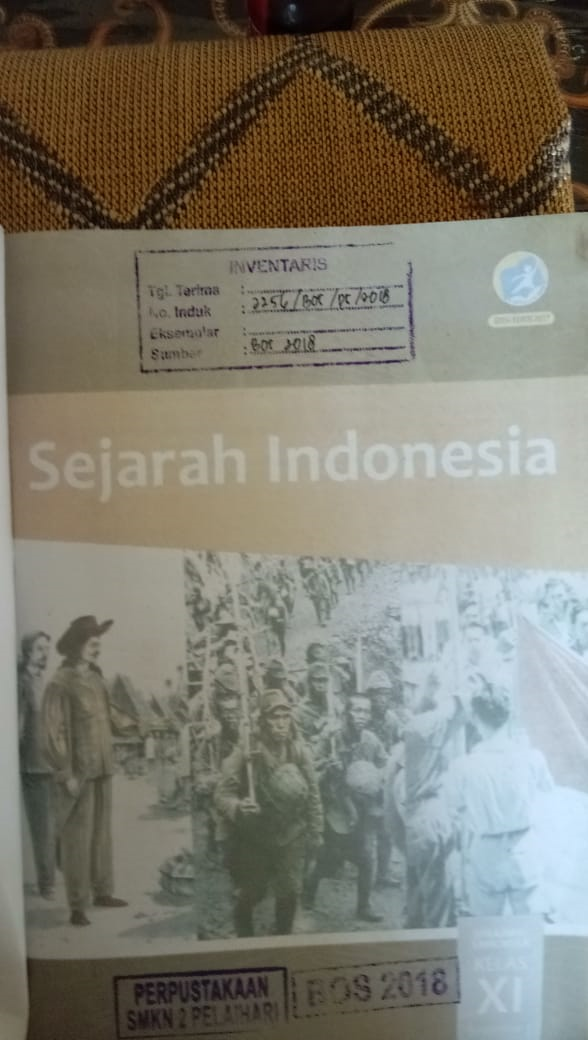 INVENTARIS
Tgl. Terima :
No. Induk : 2256/BOS/PC/2018
Eksemplar :
Sumber : BOS 2018
Sejarah Indonesia
KELAS
XI
PERPUSTAKAAN
SMKN 2 PELAIHARI
BOS 2018